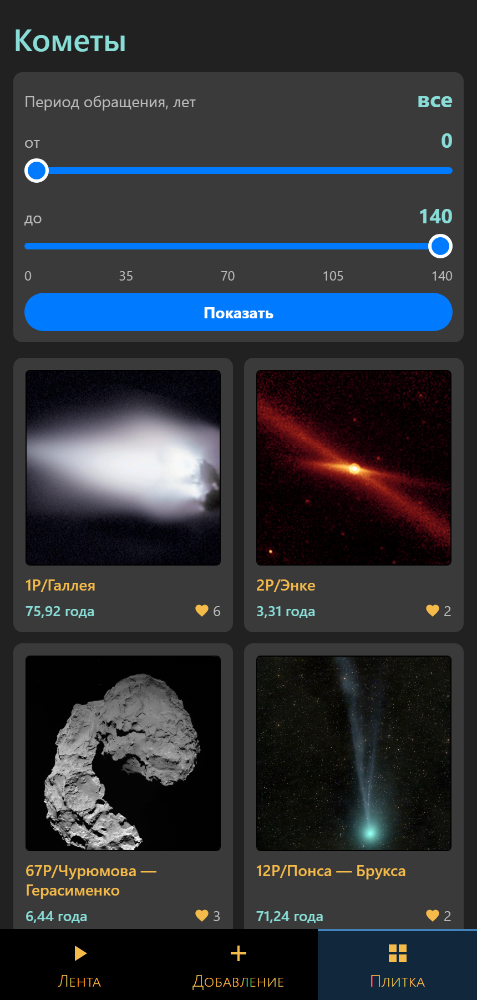 Кометы
Период обращения, лет все
от 0
до 140
0 35 70 105 140
Показать
1P/Галлея
75,92 года 6
2P/Энке
3,31 года 2
67P/Чурюмова —
Герасименко
6,44 года 3
12P/Понса — Брукса
71,24 года 2
Лента Добавление Плитка